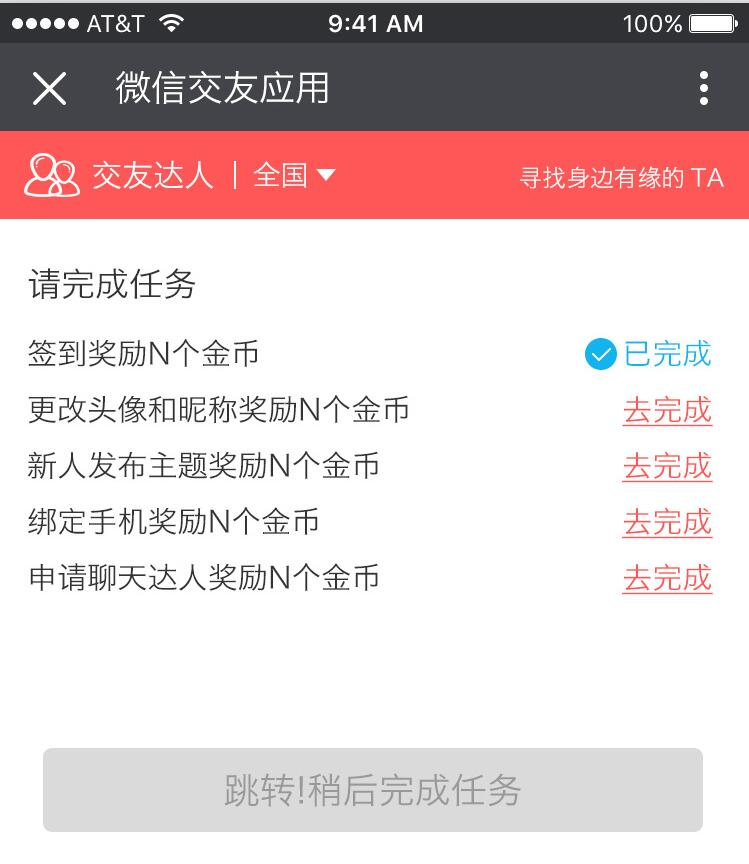 AT&T 9:41 AM 100%
微信交友应用
交友达人 | 全国 寻找身边有缘的 TA
请完成任务
签到奖励N个金币 已完成
更改头像和昵称奖励N个金币 去完成
新人发布主题奖励N个金币 去完成
绑定手机奖励N个金币 去完成
申请聊天达人奖励N个金币 去完成
跳转!稍后完成任务